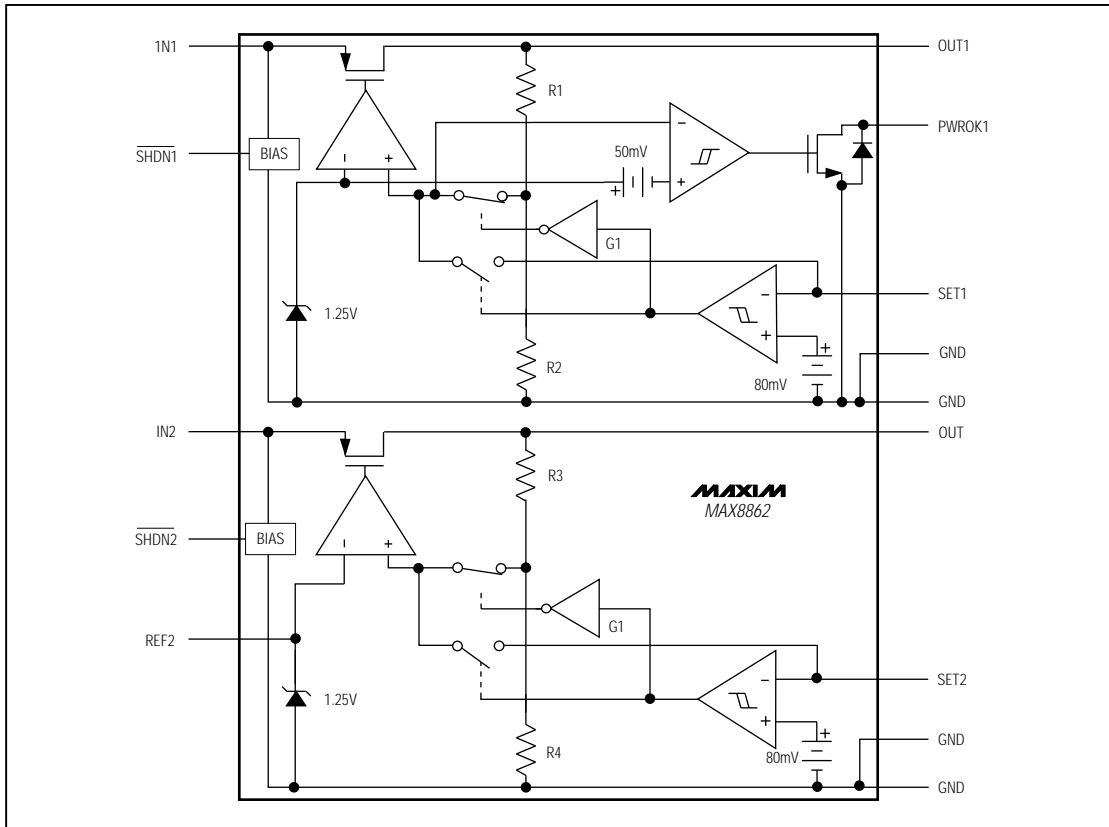 1N1
OUT1
R1
PWROK1
SHDN1
BIAS
50mV
- +
-
+
+
G1
1.25V
-
SET1
+
+
R2
GND
80mV
GND
IN2
OUT
R3
MAXIM
MAX8862
SHDN2
BIAS
- +
G1
REF2
-
SET2
1.25V
+
+
GND
R4
80mV
GND